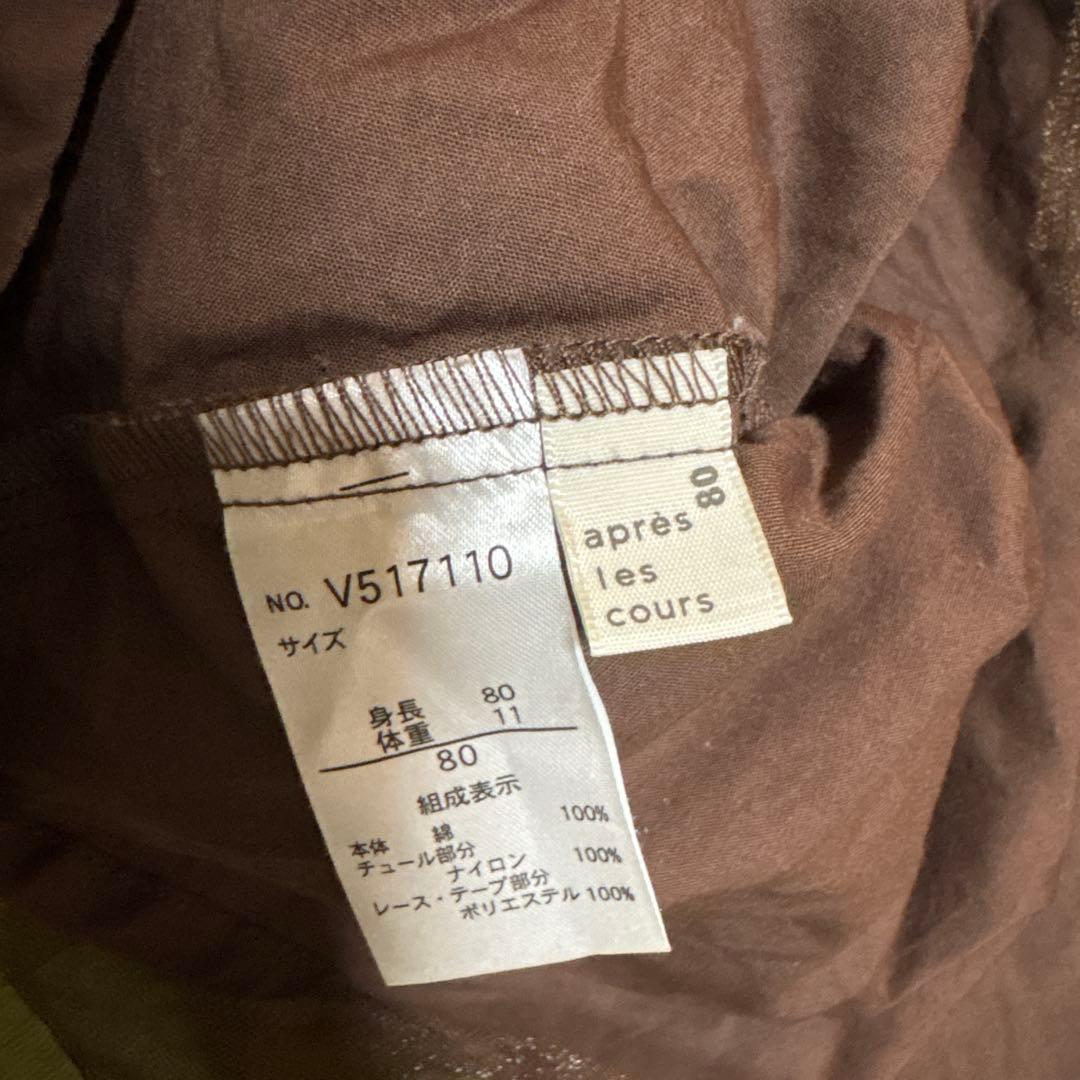 NO. V517110
サイズ
身長 80
体重 11
80
組成表示
本体 綿 100%
チュール部分
ナイロン 100%
レース・テープ部分
ポリエステル 100%
80
après
les
cours